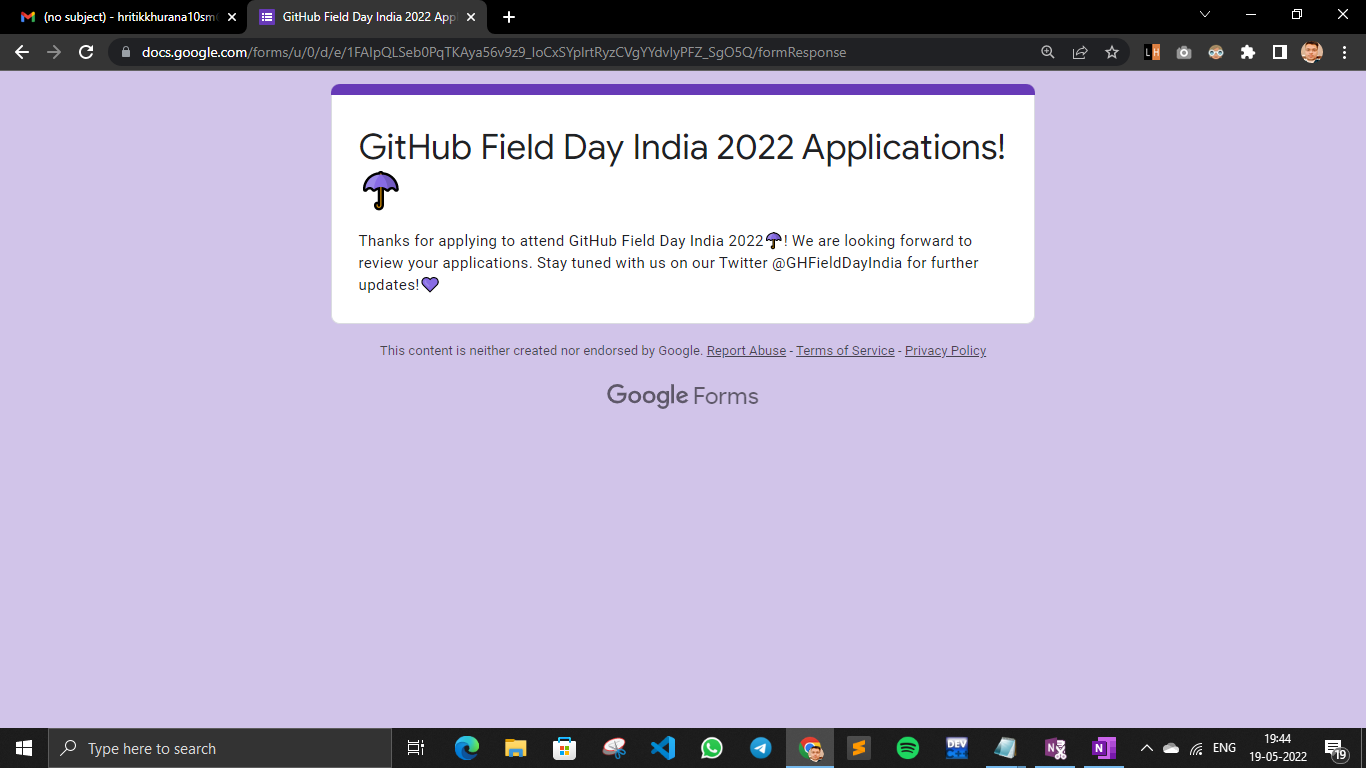 (no subject) - hritikkhurana10sm
GitHub Field Day India 2022 App
docs.google.com/forms/u/0/d/e/1FAIpQLSeb0PqTKAya56v9z9_IoCxSYplrtRyzCVgYYdvlyPFZ_SgO5Q/formResponse
GitHub Field Day India 2022 Applications!
☂
Thanks for applying to attend GitHub Field Day India 2022☂! We are looking forward to
review your applications. Stay tuned with us on our Twitter @GHFieldDayIndia for further
updates!💜
This content is neither created nor endorsed by Google. Report Abuse - Terms of Service - Privacy Policy
Google Forms
Type here to search
DEV
ENG
19:44
19-05-2022
19